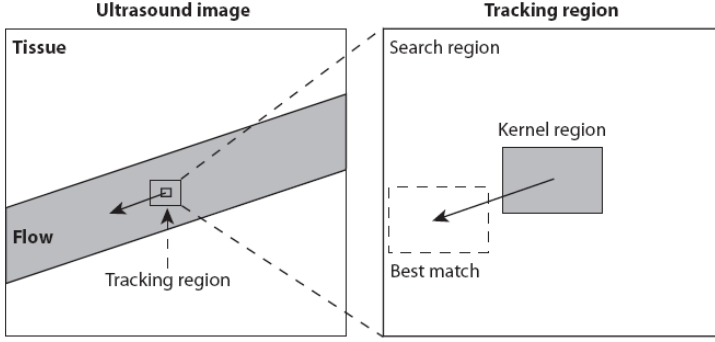 Ultrasound image
Tissue
Flow
Tracking region
Tracking region
Search region
Kernel region
Best match